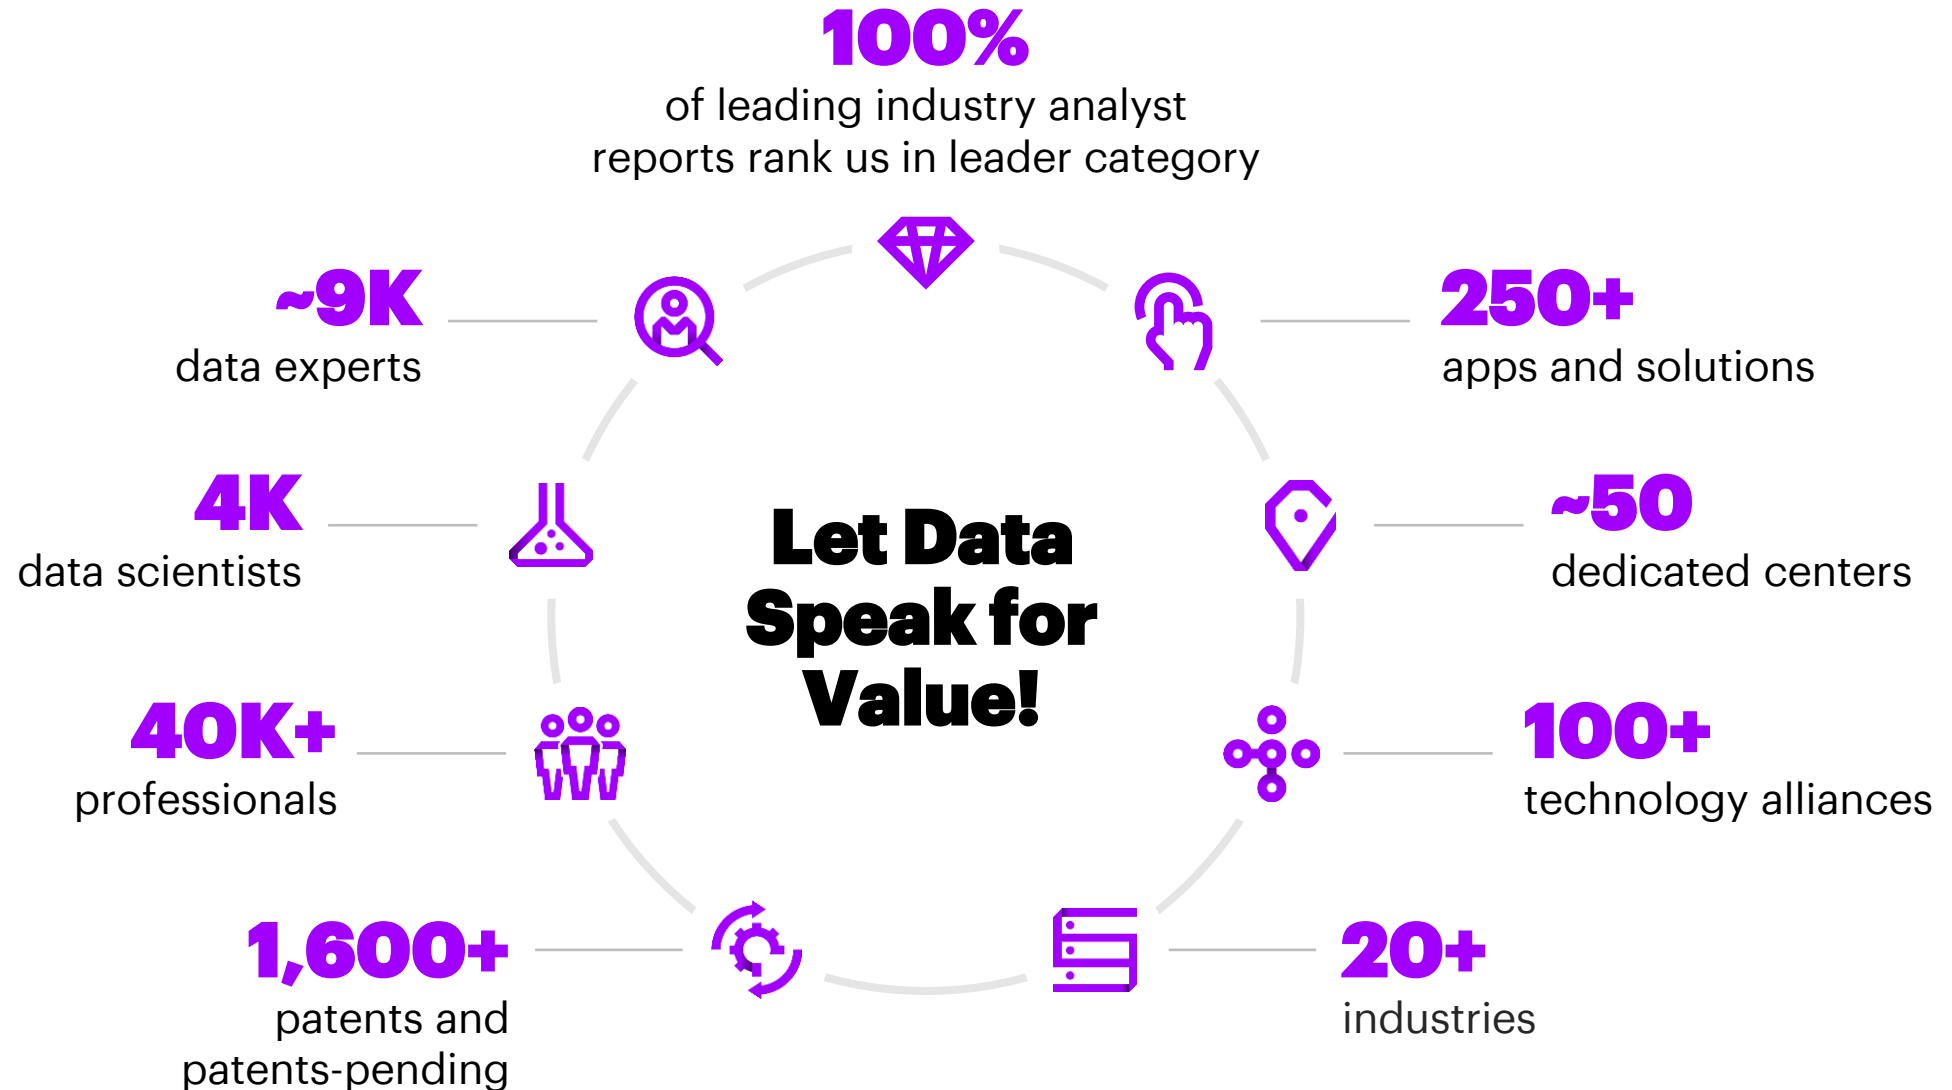 100%
of leading industry analyst
reports rank us in leader category
~9K
data experts
250+
apps and solutions
4K
data scientists
~50
dedicated centers
Let Data
Speak for
Value!
40K+
professionals
100+
technology alliances
1,600+
patents and
patents-pending
20+
industries